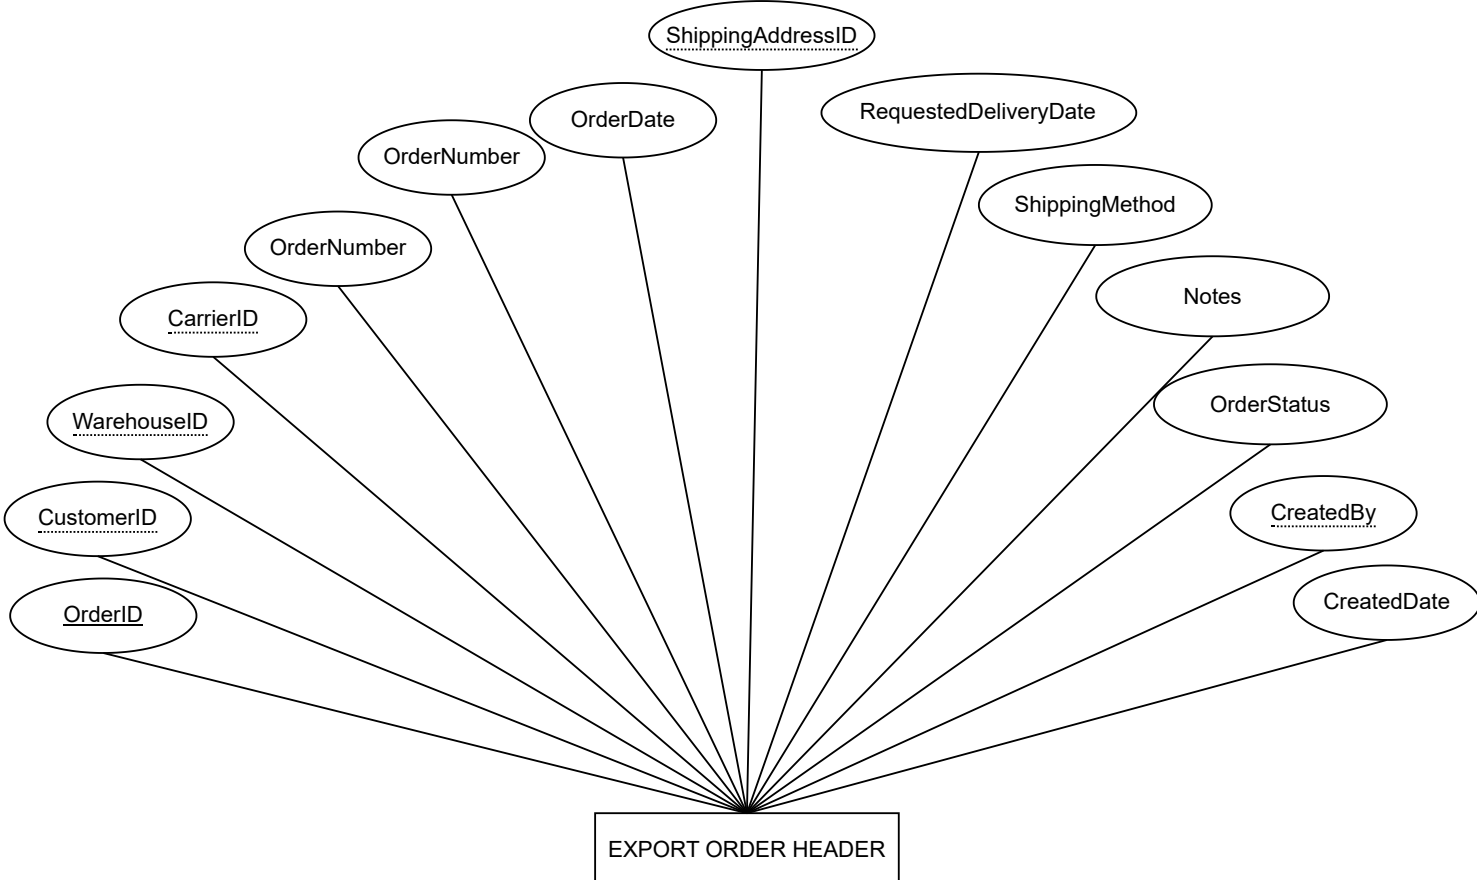 ShippingAddressID
OrderDate
RequestedDeliveryDate
OrderNumber
ShippingMethod
OrderNumber
Notes
CarrierID
OrderStatus
WarehouseID
CustomerID
CreatedBy
OrderID
CreatedDate
EXPORT ORDER HEADER